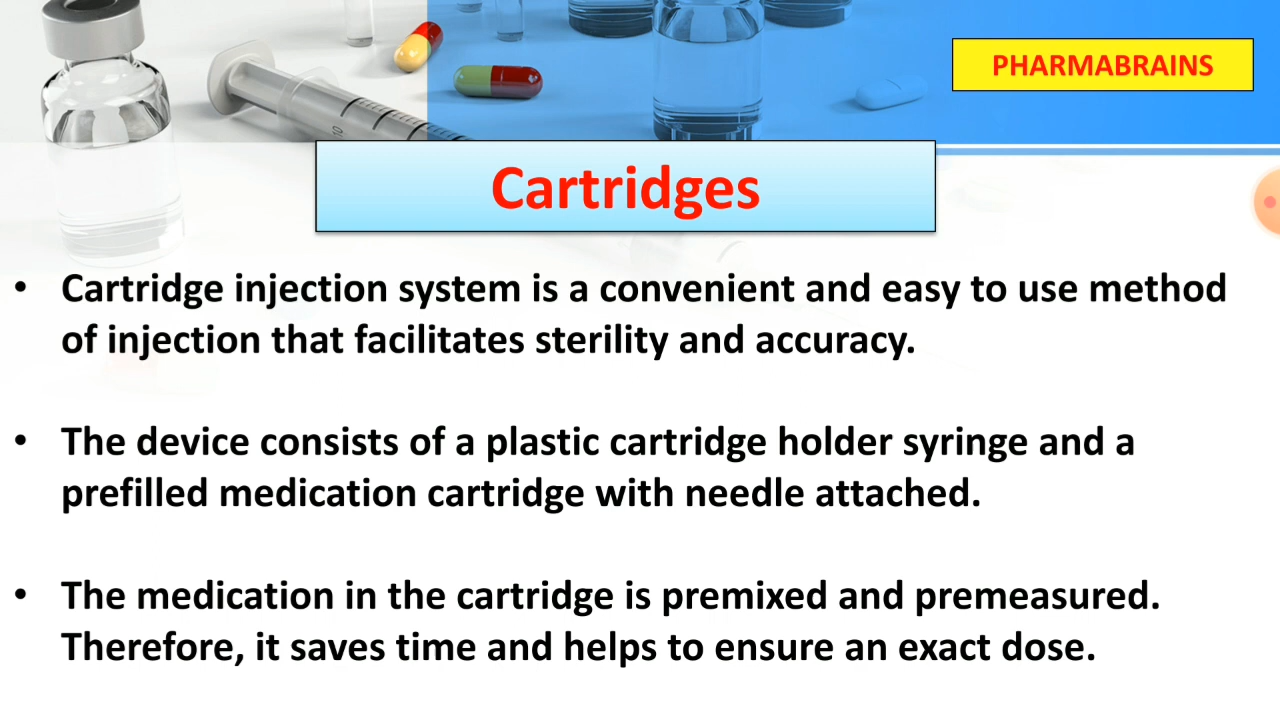 PHARMABRAINS
Cartridges
• Cartridge injection system is a convenient and easy to use method
of injection that facilitates sterility and accuracy.
• The device consists of a plastic cartridge holder syringe and a
prefilled medication cartridge with needle attached.
• The medication in the cartridge is premixed and premeasured.
Therefore, it saves time and helps to ensure an exact dose.